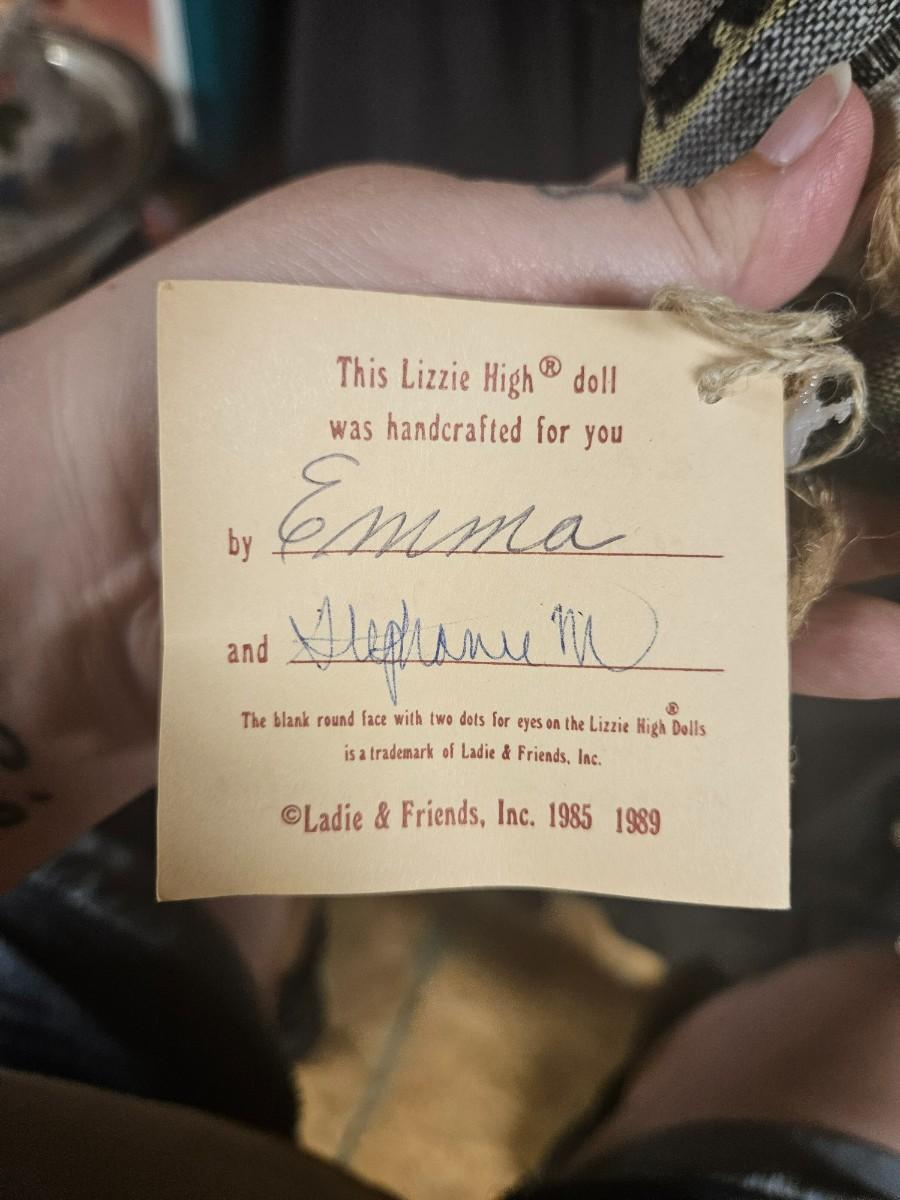 This Lizzie High® doll
was handcrafted for you
by Emma
and Stephanie M
The blank round face with two dots for eyes on the Lizzie High® Dolls
is a trademark of Ladie & Friends, Inc.
©Ladie & Friends, Inc. 1985 1989